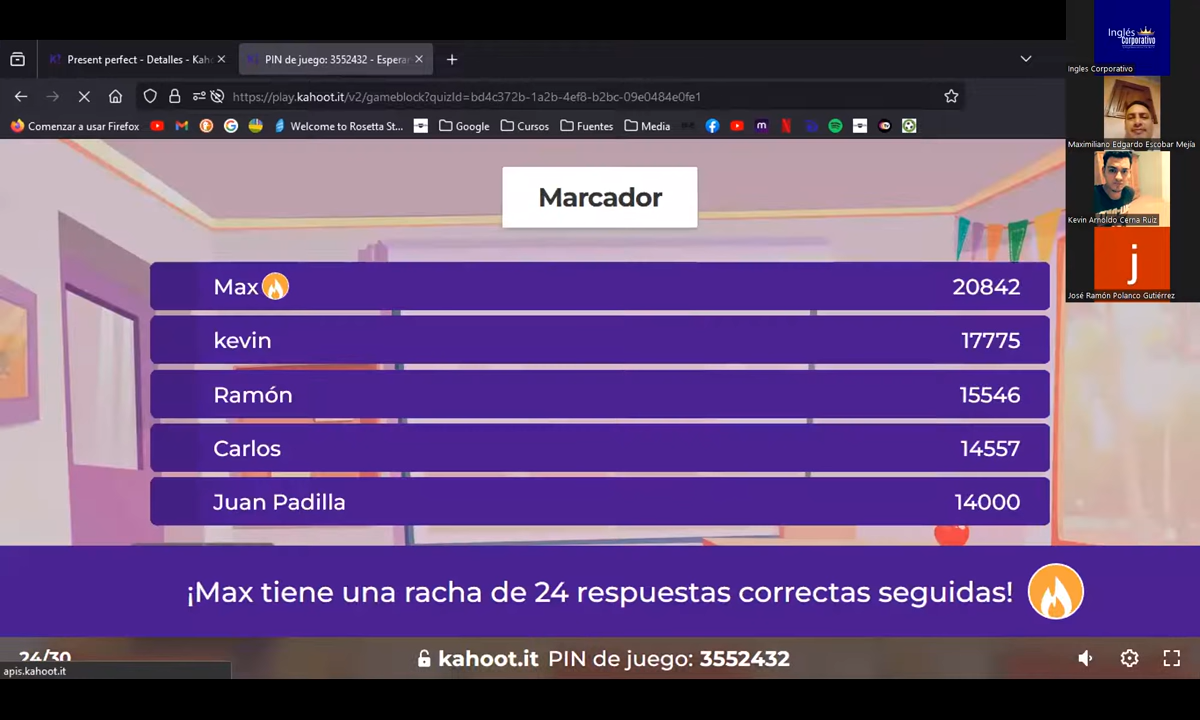 Present perfect - Detalles - Kah
PIN de juego: 3552432 - Espera
https://play.kahoot.it/v2/gameblock?quizId=bd4c372b-1a2b-4ef8-b2bc-09e0484e0fe1
Comenzar a usar Firefox
Welcome to Rosetta St...
Google
Cursos
Fuentes
Media
Marcador
Max 20842
kevin 17775
Ramón 15546
Carlos 14557
Juan Padilla 14000
¡Max tiene una racha de 24 respuestas correctas seguidas!
24/30
kahoot.it PIN de juego: 3552432
apis.kahoot.it
Inglés
Corporativo
Ingles Corporativo
Maximiliano Edgardo Escobar Mejía
Kevin Arnoldo Cerna Ruiz
j
José Ramón Polanco Gutiérrez